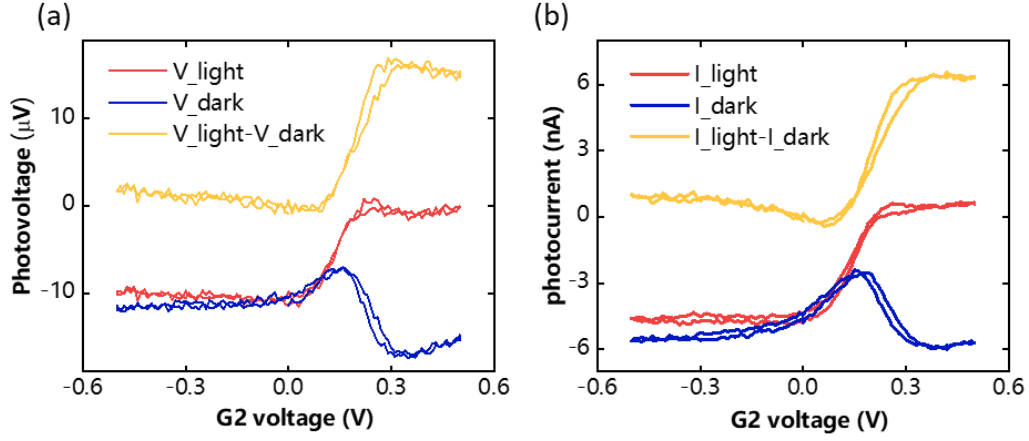 (a)
V_light
V_dark
V_light-V_dark
Photovoltage (μV)
10
0
-10
-0.6
-0.3
0.0
0.3
0.6
G2 voltage (V)
(b)
I_light
I_dark
I_light-I_dark
photocurrent (nA)
6
3
0
-3
-6
-0.6
-0.3
0.0
0.3
0.6
G2 voltage (V)